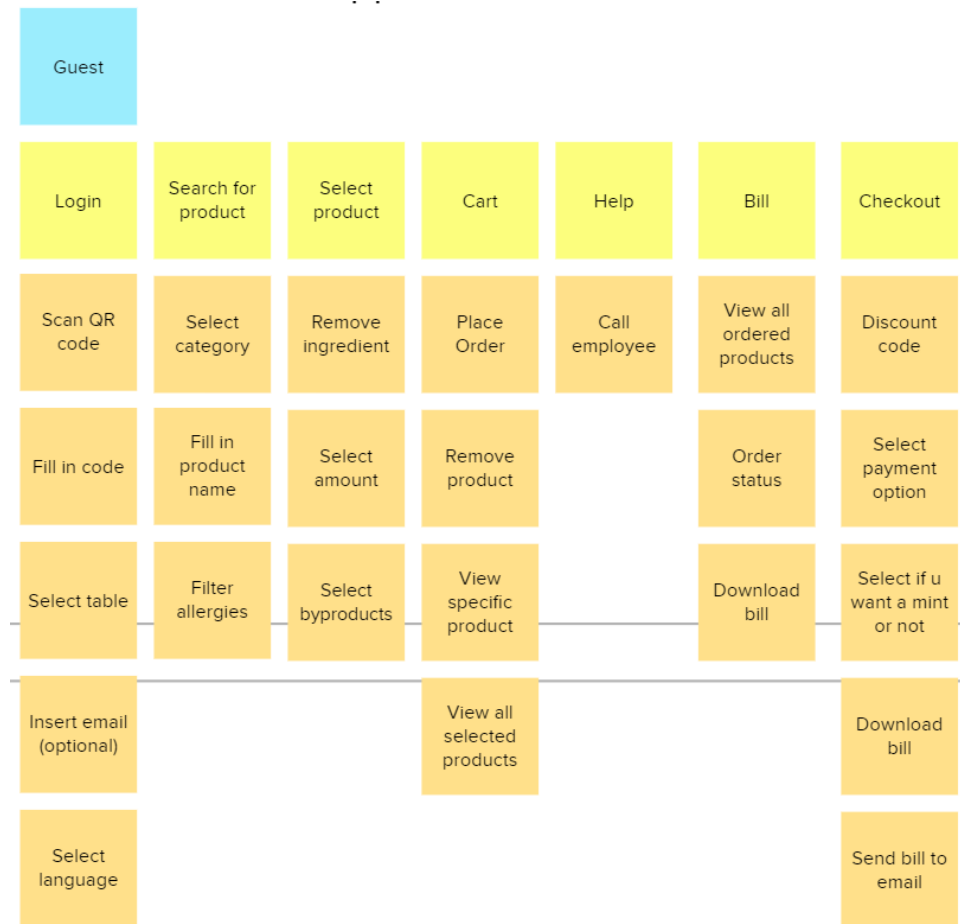 Guest
Login
Search for
product
Select
product
Cart
Help
Bill
Checkout
Scan QR
code
Select
category
Remove
ingredient
Place
Order
Call
employee
View all
ordered
products
Discount
code
Fill in code
Fill in
product
name
Select
amount
Remove
product
Order
status
Select
payment
option
Select table
Filter
allergies
Select
byproducts
View
specific
product
Download
bill
Select if u
want a mint
or not
Insert email
(optional)
View all
selected
products
Download
bill
Select
language
Send bill to
email